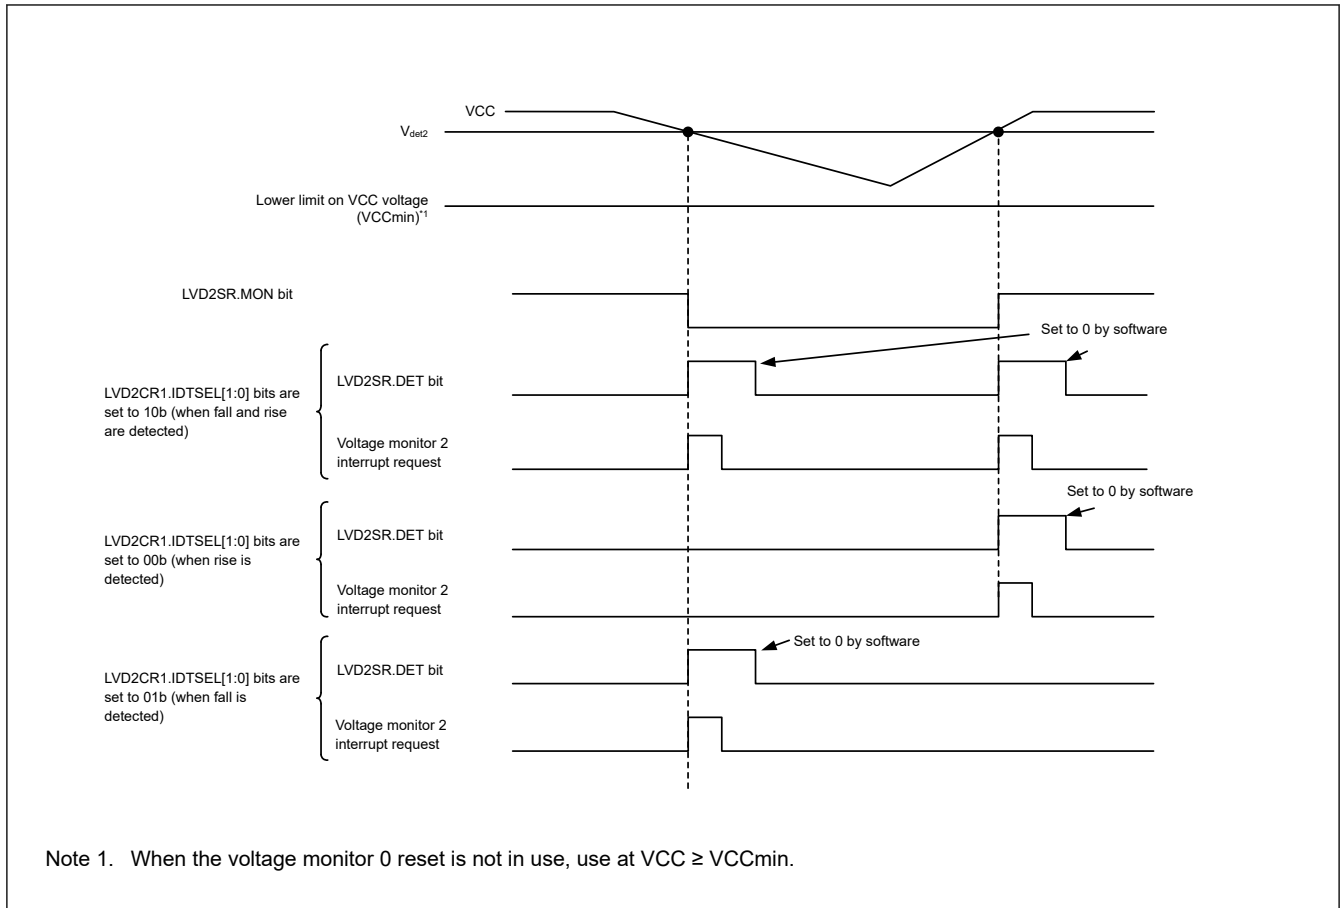 VCC
Vdet2
Lower limit on VCC voltage
(VCCmin)*1
LVD2SR.MON bit
Set to 0 by software
LVD2CR1.IDTSEL[1:0] bits are
set to 10b (when fall and rise
are detected)
LVD2SR.DET bit
Voltage monitor 2
interrupt request
Set to 0 by software
LVD2CR1.IDTSEL[1:0] bits are
set to 00b (when rise is
detected)
LVD2SR.DET bit
Voltage monitor 2
interrupt request
Set to 0 by software
LVD2CR1.IDTSEL[1:0] bits are
set to 01b (when fall is
detected)
LVD2SR.DET bit
Voltage monitor 2
interrupt request
Note 1. When the voltage monitor 0 reset is not in use, use at VCC ≥ VCCmin.